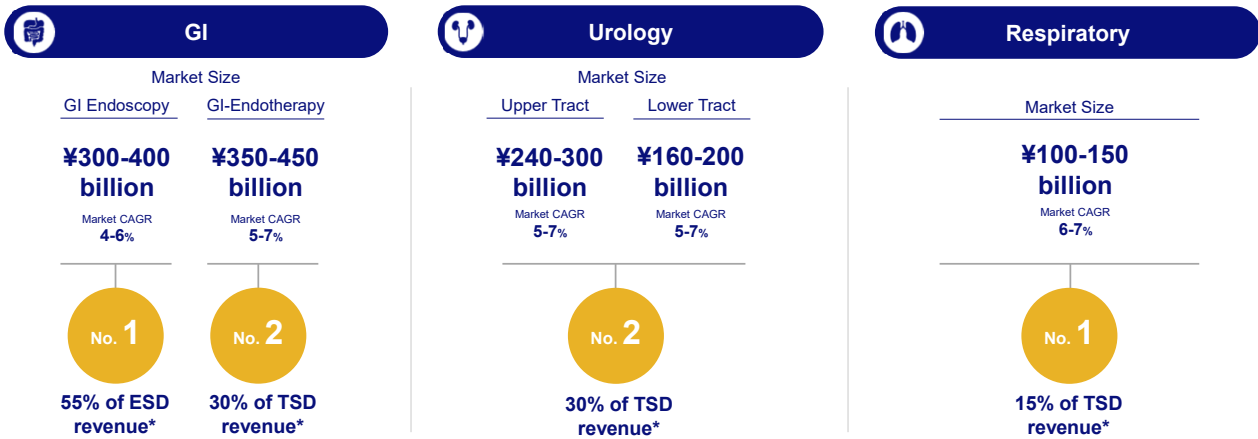 GI
Market Size
GI Endoscopy
¥300-400
billion
Market CAGR
4-6%
No. 1
55% of ESD
revenue*
GI-Endotherapy
¥350-450
billion
Market CAGR
5-7%
No. 2
30% of TSD
revenue*
Urology
Market Size
Upper Tract
¥240-300
billion
Market CAGR
5-7%
Lower Tract
¥160-200
billion
Market CAGR
5-7%
No. 2
30% of TSD
revenue*
Respiratory
Market Size
¥100-150
billion
Market CAGR
6-7%
No. 1
15% of TSD
revenue*